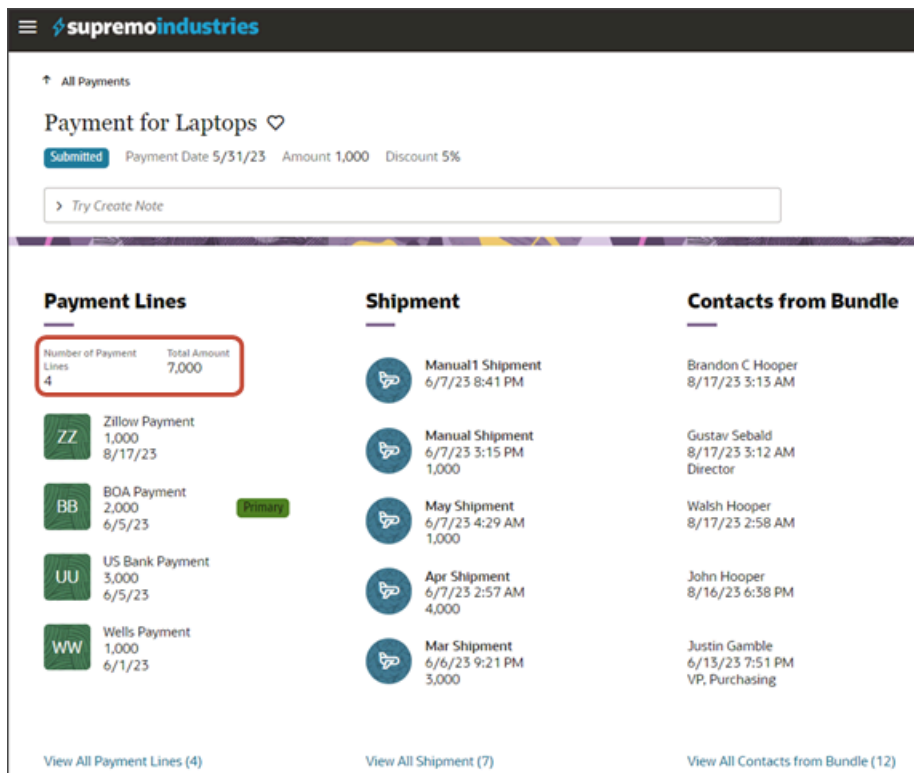 supremoindustries
All Payments
Payment for Laptops
Submitted Payment Date 5/31/23 Amount 1,000 Discount 5%
Try Create Note
Payment Lines
Number of Payment Lines
4
Total Amount
7,000
ZZ
Zillow Payment
1,000
8/17/23
BB
BOA Payment
2,000
6/5/23
Primary
UU
US Bank Payment
3,000
6/5/23
WW
Wells Payment
1,000
6/1/23
View All Payment Lines (4)
Shipment
Manual1 Shipment
6/7/23 8:41 PM
Manual Shipment
6/7/23 3:15 PM
1,000
May Shipment
6/7/23 4:29 AM
1,000
Apr Shipment
6/7/23 2:57 AM
4,000
Mar Shipment
6/6/23 9:21 PM
3,000
View All Shipment (7)
Contacts from Bundle
Brandon C Hooper
8/17/23 3:13 AM
Gustav Sebald
8/17/23 3:12 AM
Director
Walsh Hooper
8/17/23 2:58 AM
John Hooper
8/16/23 6:38 PM
Justin Gamble
6/13/23 7:51 PM
VP, Purchasing
View All Contacts from Bundle (12)